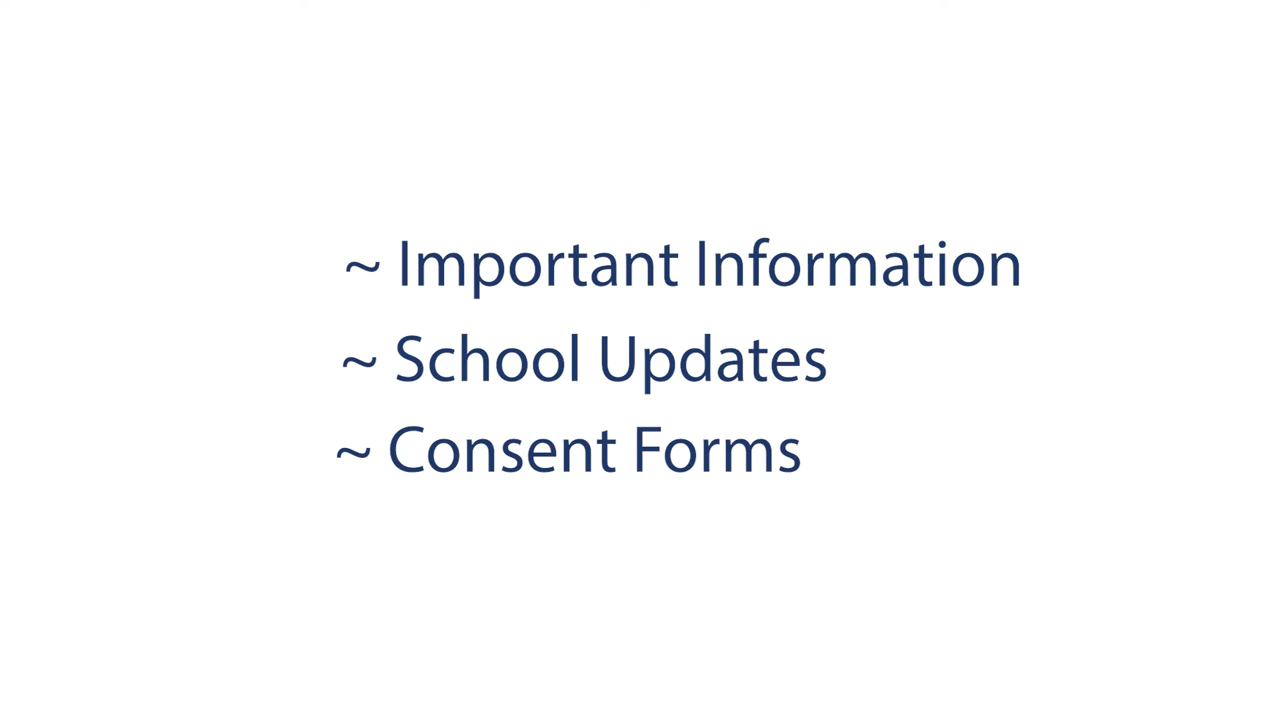 ~ Important Information
~ School Updates
~ Consent Forms